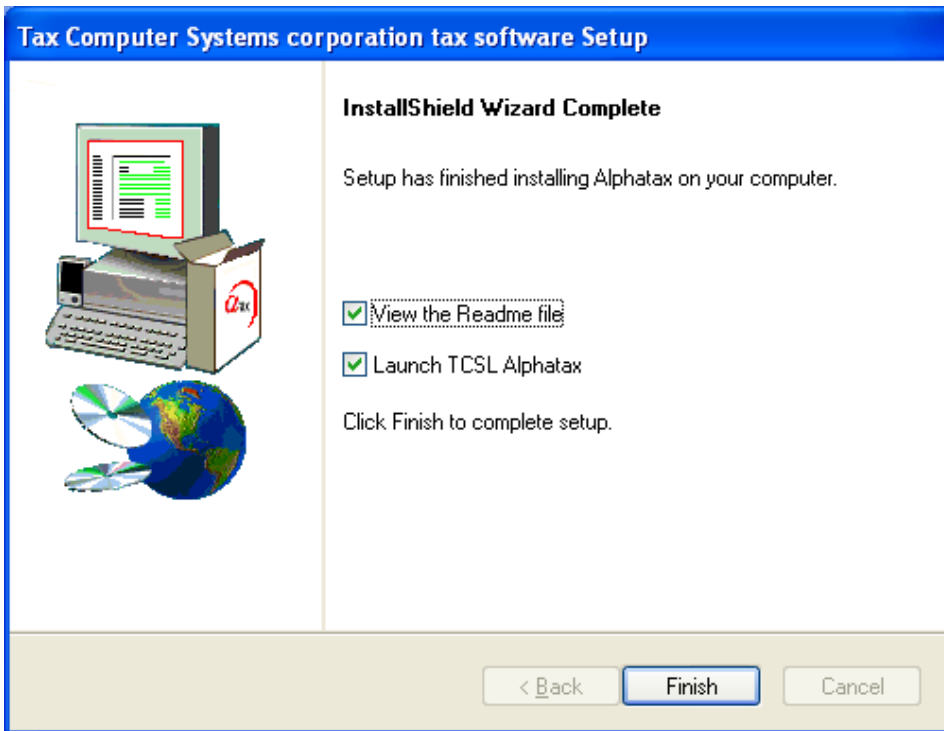 Tax Computer Systems corporation tax software Setup
InstallShield Wizard Complete
Setup has finished installing Alphatax on your computer.
View the Readme file
Launch TCSL Alphatax
Click Finish to complete setup.
< Back
Finish
Cancel